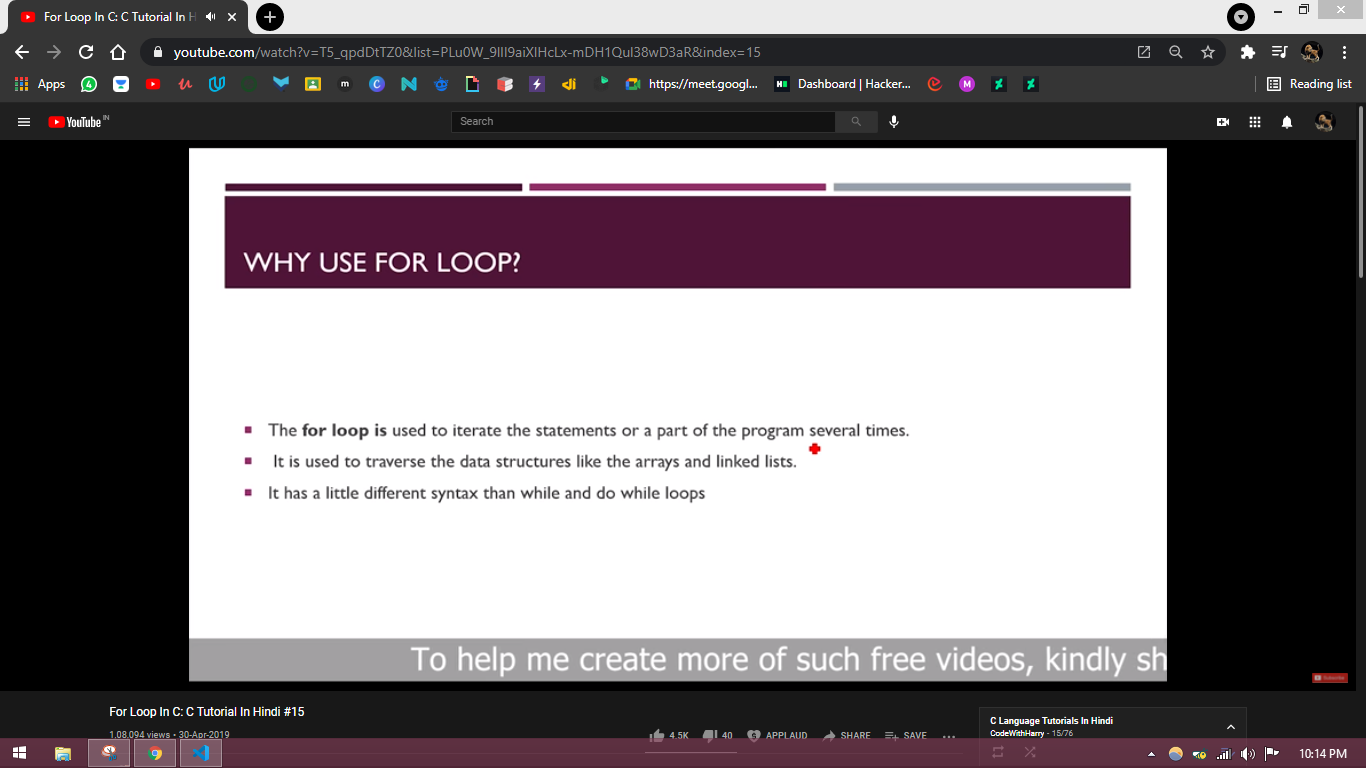 For Loop In C: C Tutorial In H
youtube.com/watch?v=T5_qpdDtTZ0&list=PLu0W_9lII9aiXlHcLx-mDH1Qul38wD3aR&index=15
Apps
https://meet.googl...
Dashboard | Hacker...
Reading list
YouTube IN
Search
WHY USE FOR LOOP?
The for loop is used to iterate the statements or a part of the program several times.
It is used to traverse the data structures like the arrays and linked lists.
It has a little different syntax than while and do while loops
To help me create more of such free videos, kindly sh
Subscribe
For Loop In C: C Tutorial In Hindi #15
1,08,094 views • 30-Apr-2019
4.5K
40
APPLAUD
SHARE
SAVE
C Language Tutorials In Hindi
CodeWithHarry - 15/76
10:14 PM